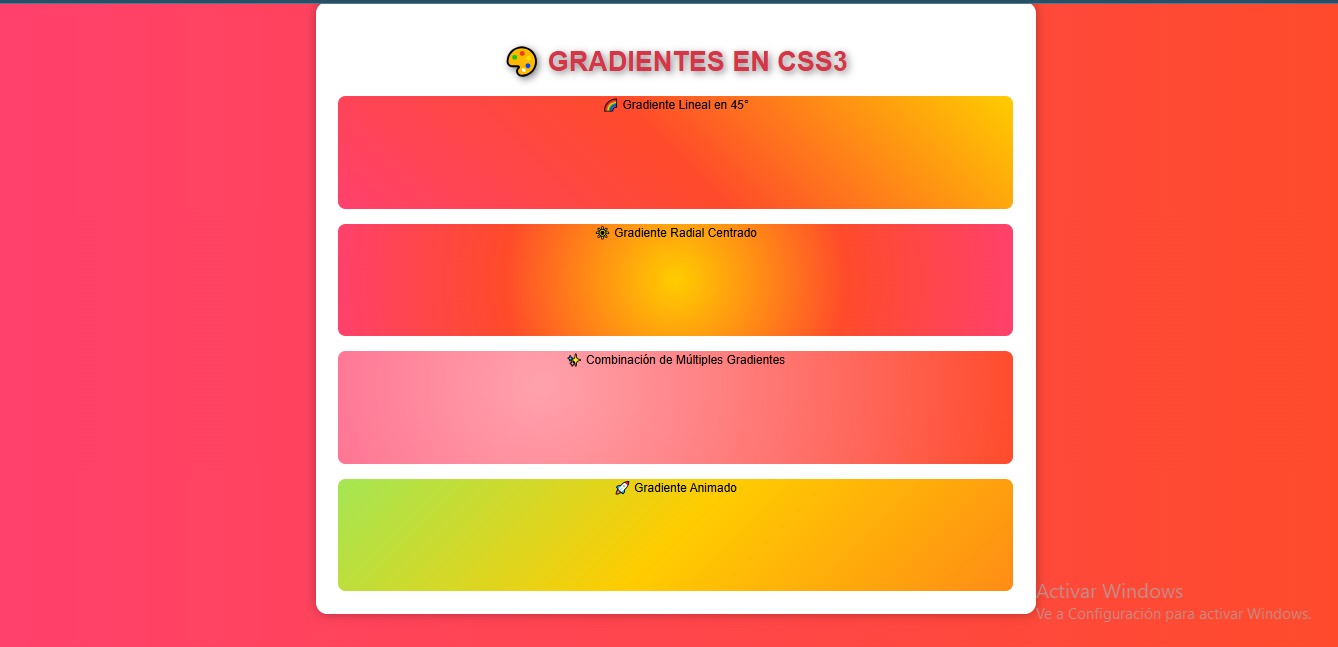 🎨 GRADIENTES EN CSS3
🌈 Gradiente Lineal en 45°
Gradiente Radial Centrado
✨ Combinación de Múltiples Gradientes
🚀 Gradiente Animado
Activar Windows
Ve a Configuración para activar Windows.